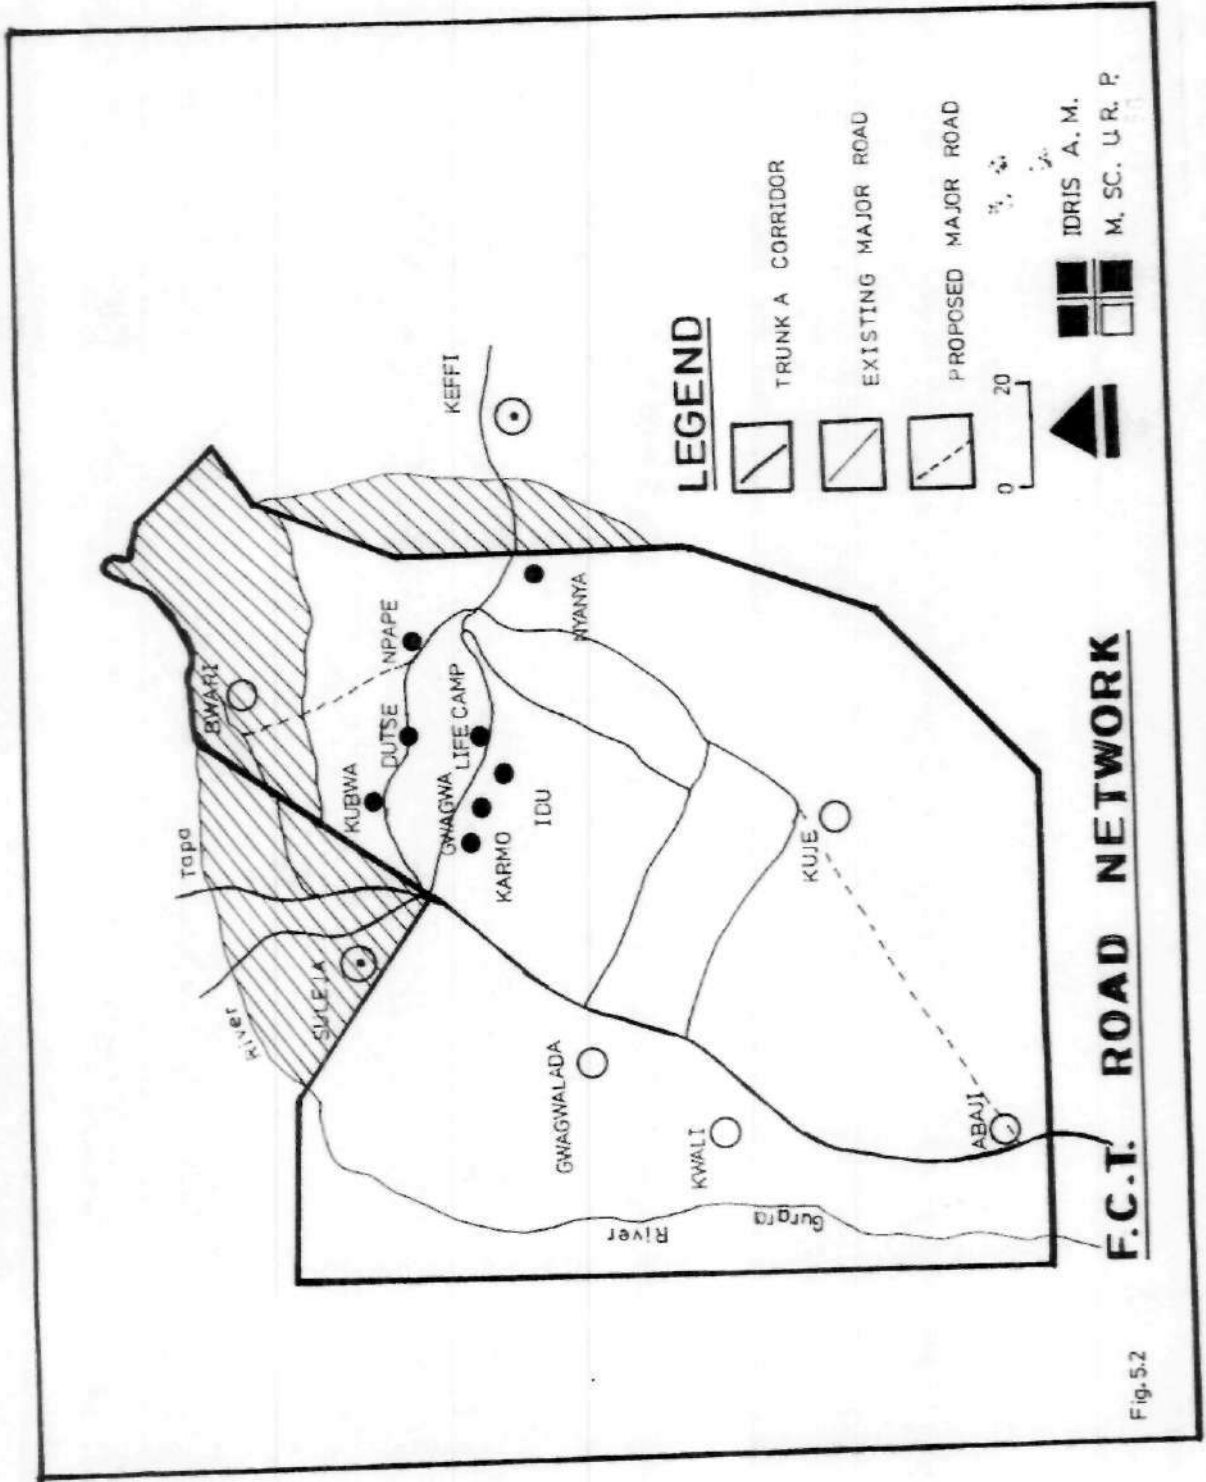 Tapa
River
BWARI
SULEJA
KEFFI
KUBWA
DUTSE
NPAPE
GWAGWA
LIFE CAMP
KARMO
IDU
NYANYA
GWAGWALADA
KWALI
KUJE
ABAJI
River
Gurara
LEGEND
TRUNK A CORRIDOR
EXISTING MAJOR ROAD
PROPOSED MAJOR ROAD
0 20
IDRIS A.M.
M. SC. U.R.P.
F.C.T. ROAD NETWORK
Fig. 5.2